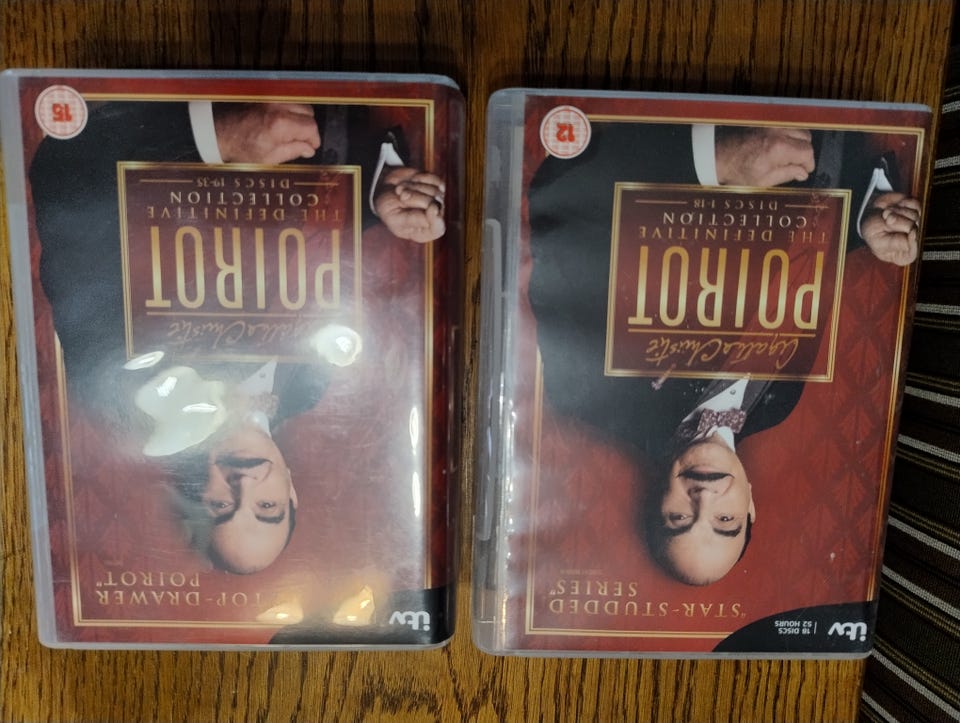 itv
18 DISCS
52 HOURS
"STAR-STUDDED
SERIES"
Agatha Christie
POIROT
THE DEFINITIVE
COLLECTION
DISCS 1-18
12
itv
TOP-DRAWER
POIROT"
Agatha Christie
POIROT
THE DEFINITIVE
COLLECTION
DISCS 19-35
15